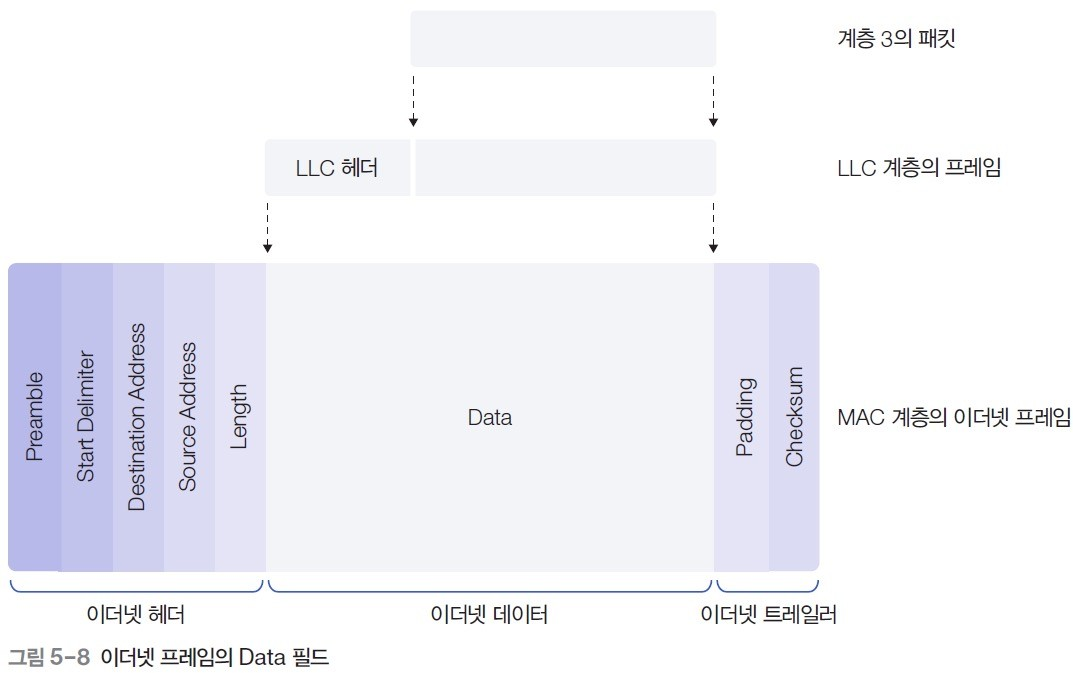 계층 3의 패킷
LLC 헤더
LLC 계층의 프레임
Preamble
Start Delimiter
Destination Address
Source Address
Length
Data
Padding
Checksum
MAC 계층의 이더넷 프레임
이더넷 헤더
이더넷 데이터
이더넷 트레일러
그림 5-8 이더넷 프레임의 Data 필드